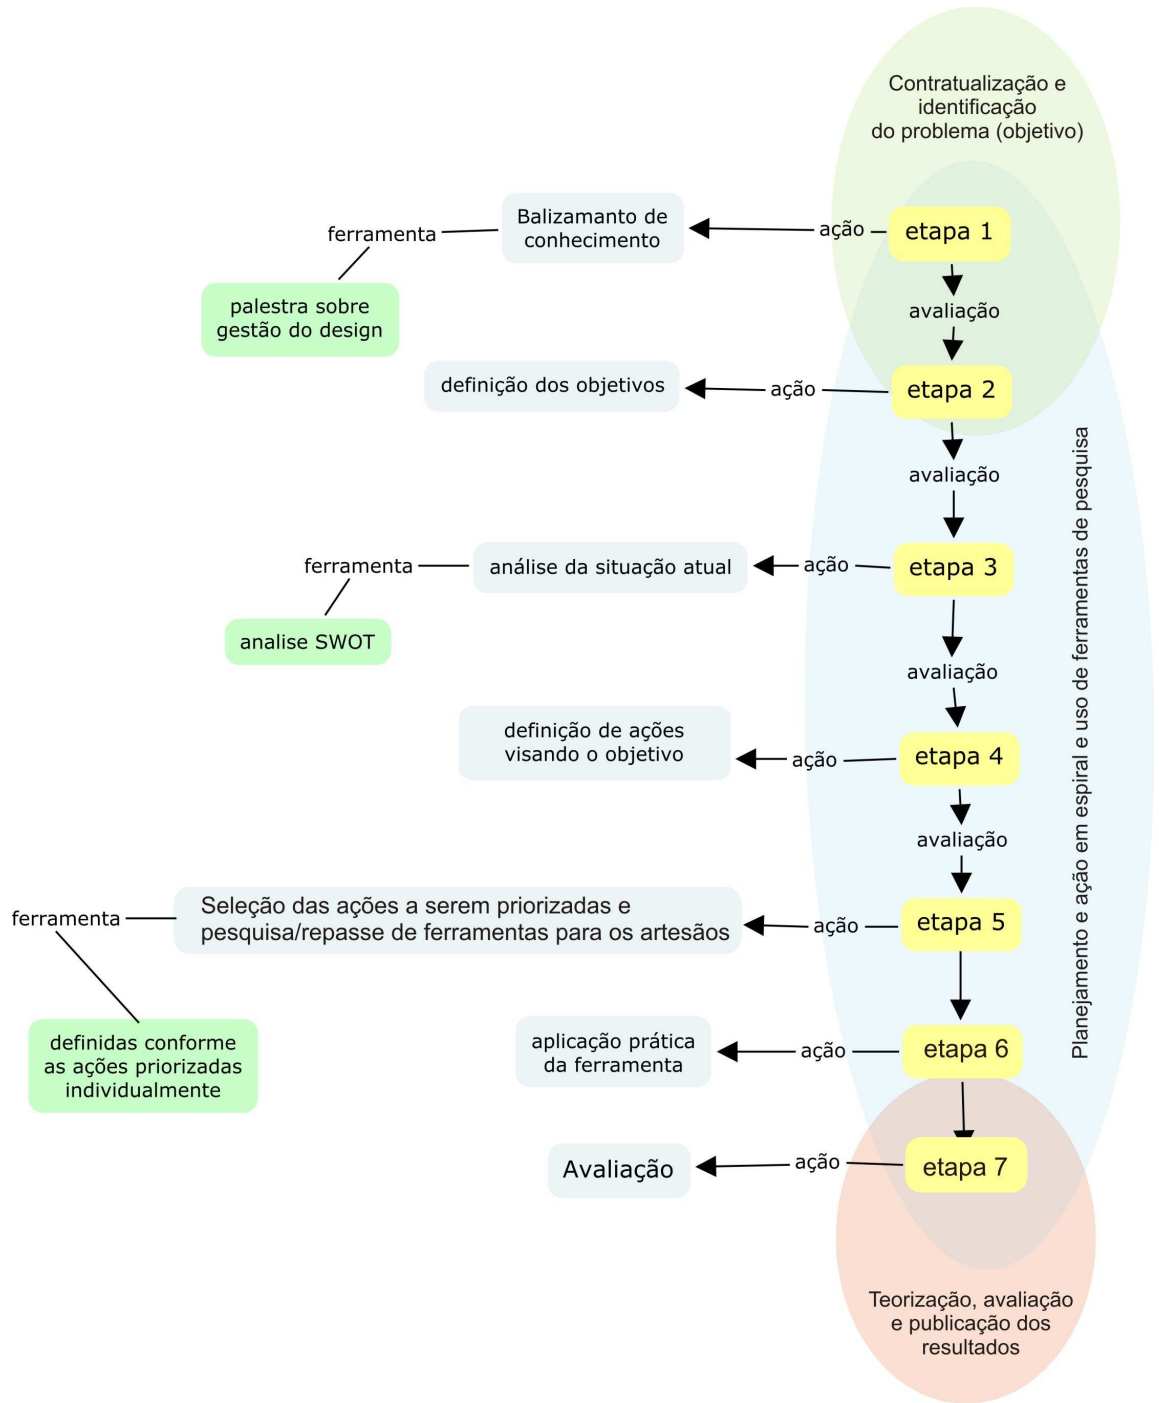 Contratualização e
identificação
do problema (objetivo)
Balizamanto de
conhecimento
ação
etapa 1
ferramenta
palestra sobre
gestão do design
avaliação
definição dos objetivos
ação
etapa 2
avaliação
ferramenta
análise da situação atual
ação
etapa 3
analise SWOT
avaliação
definição de ações
visando o objetivo
ação
etapa 4
avaliação
ferramenta
Seleção das ações a serem priorizadas e
pesquisa/repasse de ferramentas para os artesãos
ação
etapa 5
definidas conforme
as ações priorizadas
individualmente
aplicação prática
da ferramenta
ação
etapa 6
Avaliação
ação
etapa 7
Planejamento e ação em espiral e uso de ferramentas de pesquisa
Teorização, avaliação
e publicação dos
resultados